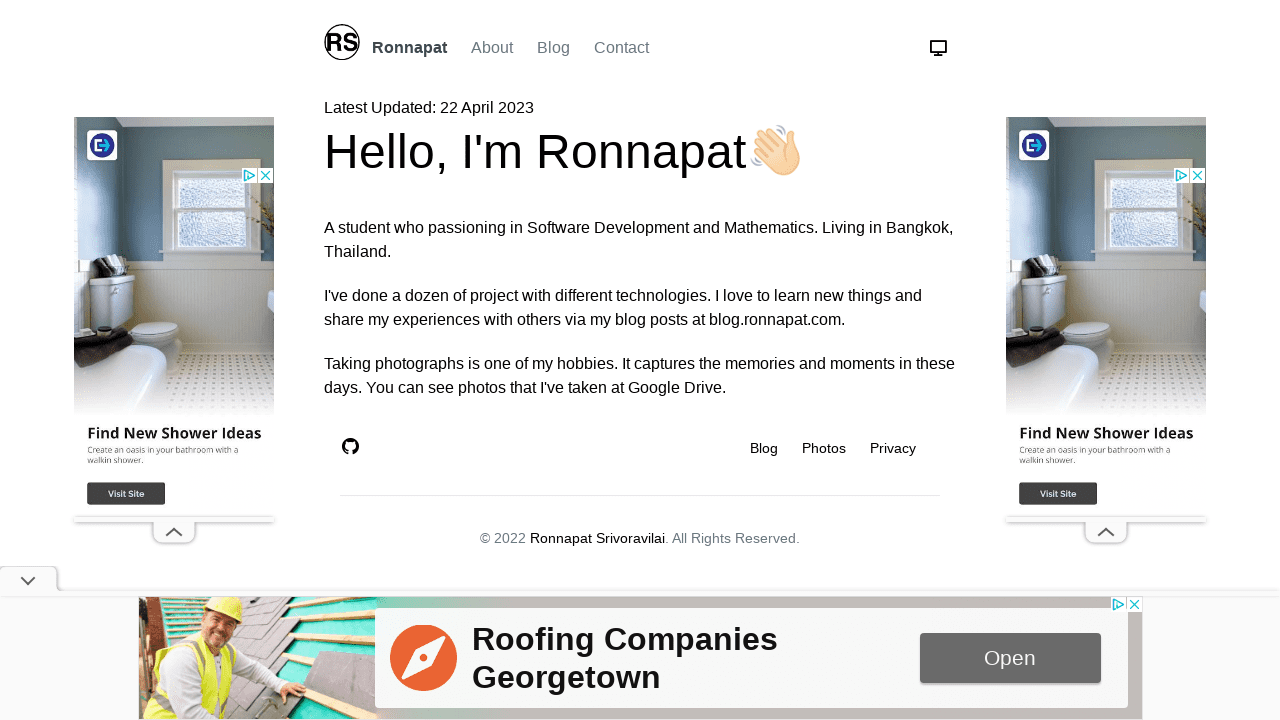 RS
Ronnapat About Blog Contact
Latest Updated: 22 April 2023
Hello, I'm Ronnapat👋🏻
A student who passioning in Software Development and Mathematics. Living in Bangkok,
Thailand.
I've done a dozen of project with different technologies. I love to learn new things and
share my experiences with others via my blog posts at blog.ronnapat.com.
Taking photographs is one of my hobbies. It captures the memories and moments in these
days. You can see photos that I've taken at Google Drive.
Blog Photos Privacy
© 2022 Ronnapat Srivoravilai. All Rights Reserved.
Find New Shower Ideas
Create an oasis in your bathroom with a
walkin shower.
Visit Site
Find New Shower Ideas
Create an oasis in your bathroom with a
walkin shower.
Visit Site
Roofing Companies
Georgetown
Open